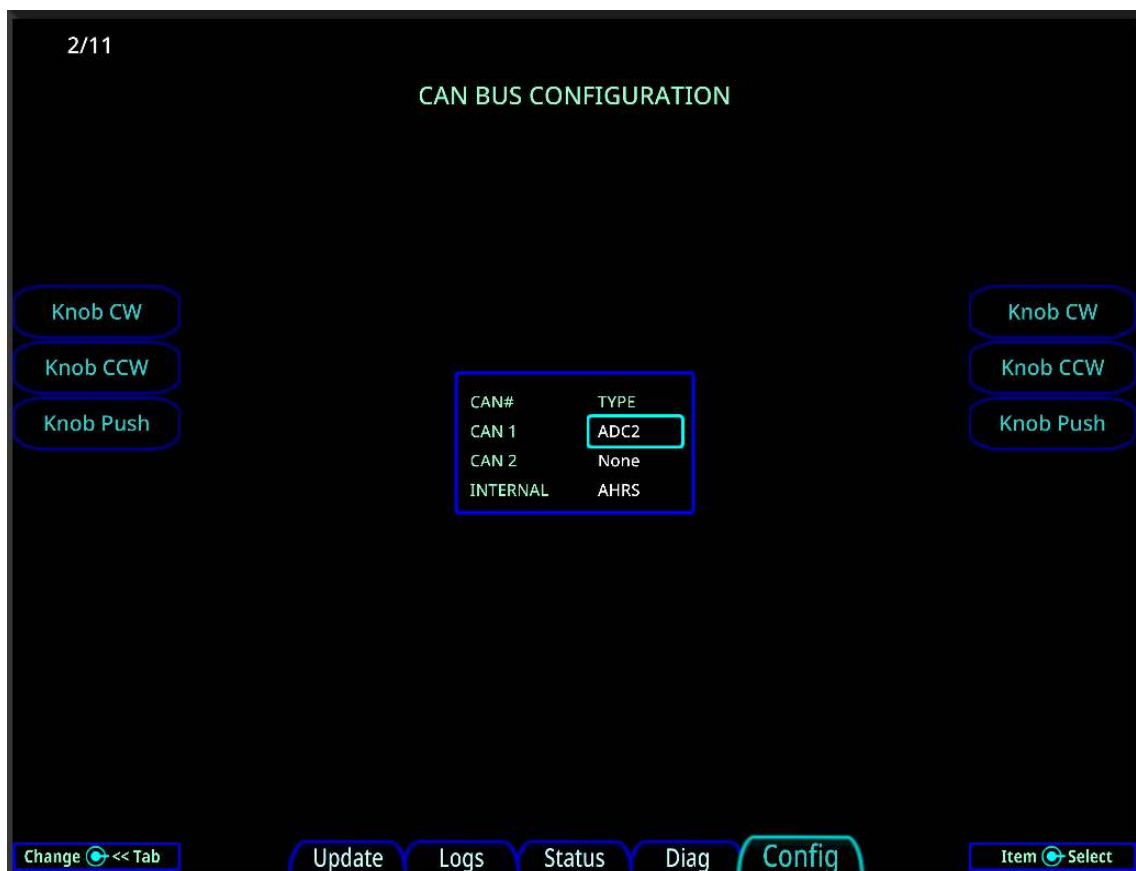 2/11
CAN BUS CONFIGURATION
Knob CW
Knob CCW
Knob Push
CAN# TYPE
CAN 1 ADC2
CAN 2 None
INTERNAL AHRS
Knob CW
Knob CCW
Knob Push
Change << Tab
Update Logs Status Diag Config
Item Select